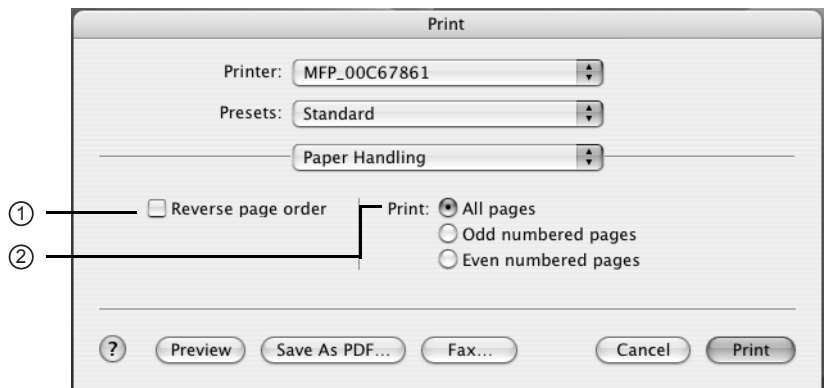 Print
Printer: MFP_00C67861
Presets: Standard
Paper Handling
① Reverse page order Print: All pages
Odd numbered pages
② Even numbered pages
? Preview Save As PDF... Fax... Cancel Print